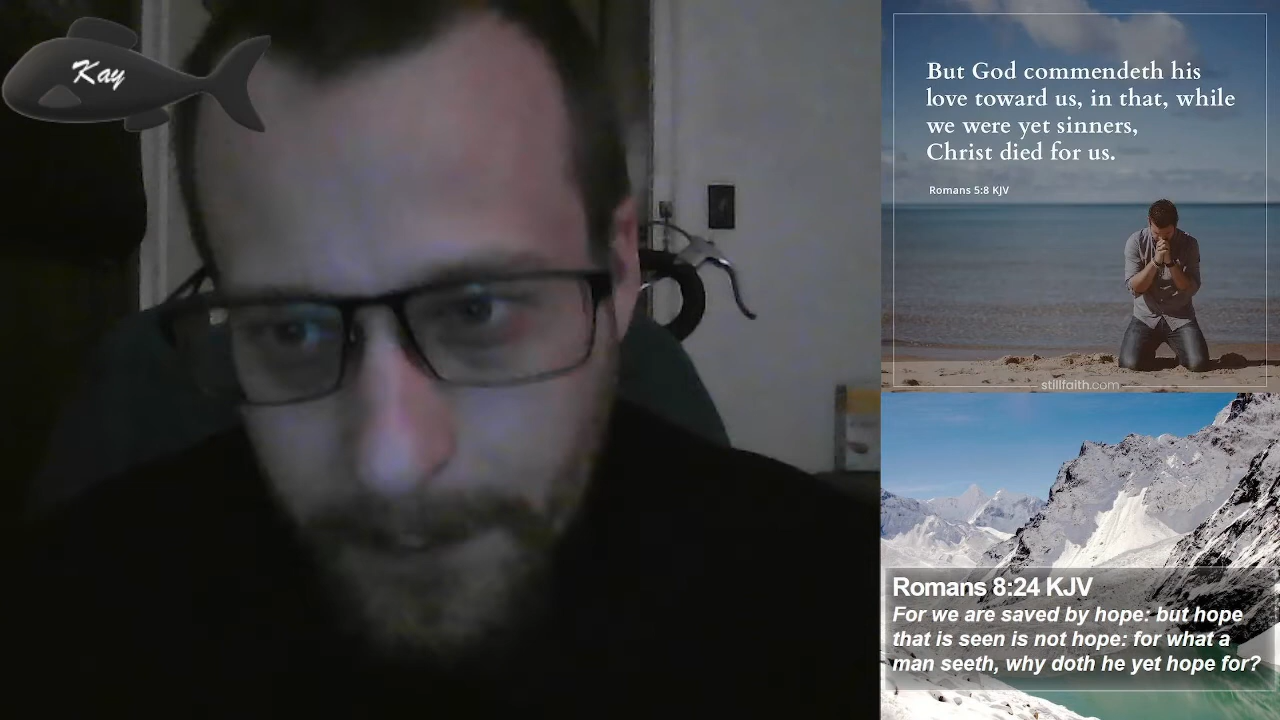 Kay
But God commendeth his
love toward us, in that, while
we were yet sinners,
Christ died for us.
Romans 5:8 KJV
stillfaith.com
Romans 8:24 KJV
For we are saved by hope: but hope
that is seen is not hope: for what a
man seeth, why doth he yet hope for?